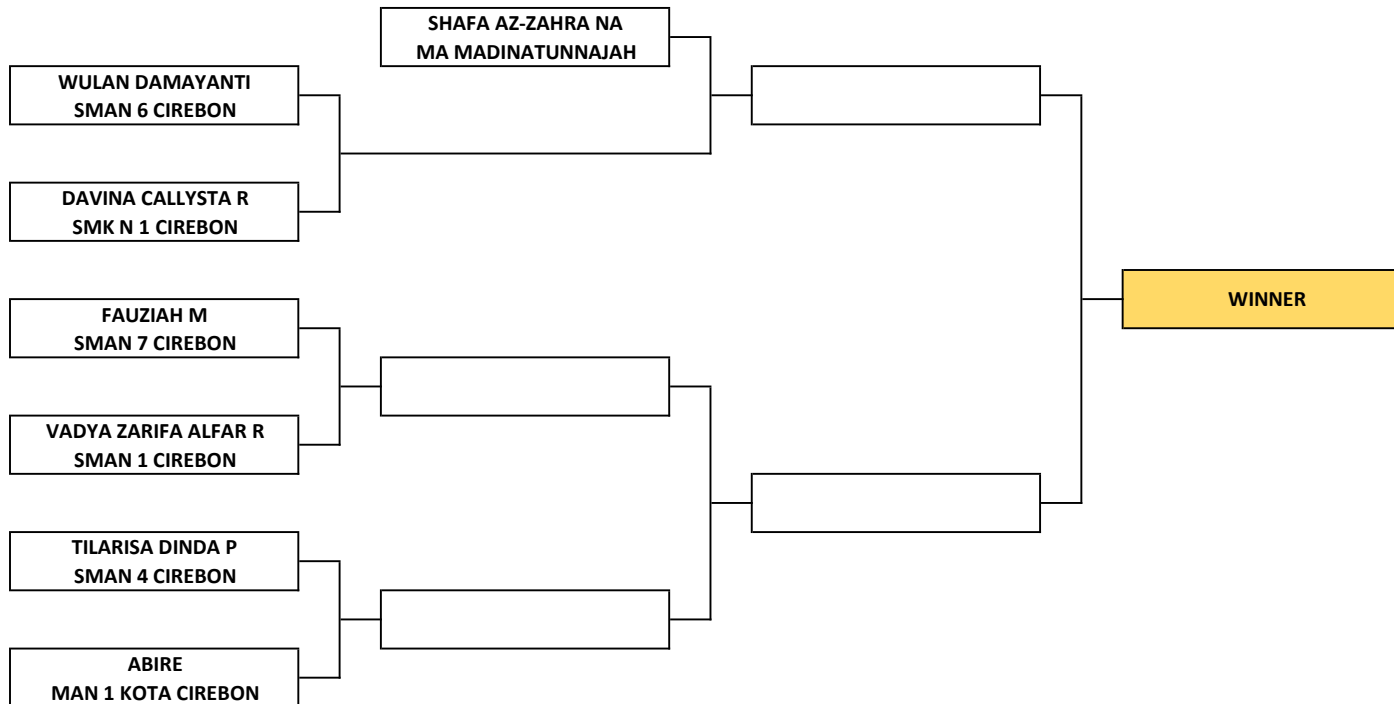 SHAFA AZ-ZAHRA NA
MA MADINATUNNAJAH
WULAN DAMAYANTI
SMAN 6 CIREBON
DAVINA CALLYSTA R
SMK N 1 CIREBON
WINNER
FAUZIAH M
SMAN 7 CIREBON
VADYA ZARIFA ALFAR R
SMAN 1 CIREBON
TILARISA DINDA P
SMAN 4 CIREBON
ABIRE
MAN 1 KOTA CIREBON